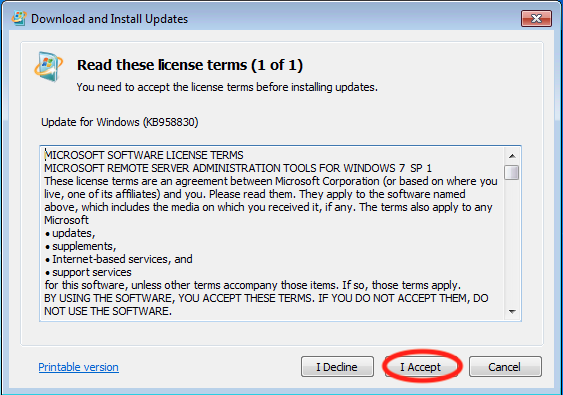 Download and Install Updates
Read these license terms (1 of 1)
You need to accept the license terms before installing updates.
Update for Windows (KB958830)
MICROSOFT SOFTWARE LICENSE TERMS
MICROSOFT REMOTE SERVER ADMINISTRATION TOOLS FOR WINDOWS 7 SP 1
These license terms are an agreement between Microsoft Corporation (or based on where you
live, one of its affiliates) and you. Please read them. They apply to the software named
above, which includes the media on which you received it, if any. The terms also apply to any
Microsoft
• updates,
• supplements,
• Internet-based services, and
• support services
for this software, unless other terms accompany those items. If so, those terms apply.
BY USING THE SOFTWARE, YOU ACCEPT THESE TERMS. IF YOU DO NOT ACCEPT THEM, DO
NOT USE THE SOFTWARE.
Printable version
I Decline
I Accept
Cancel